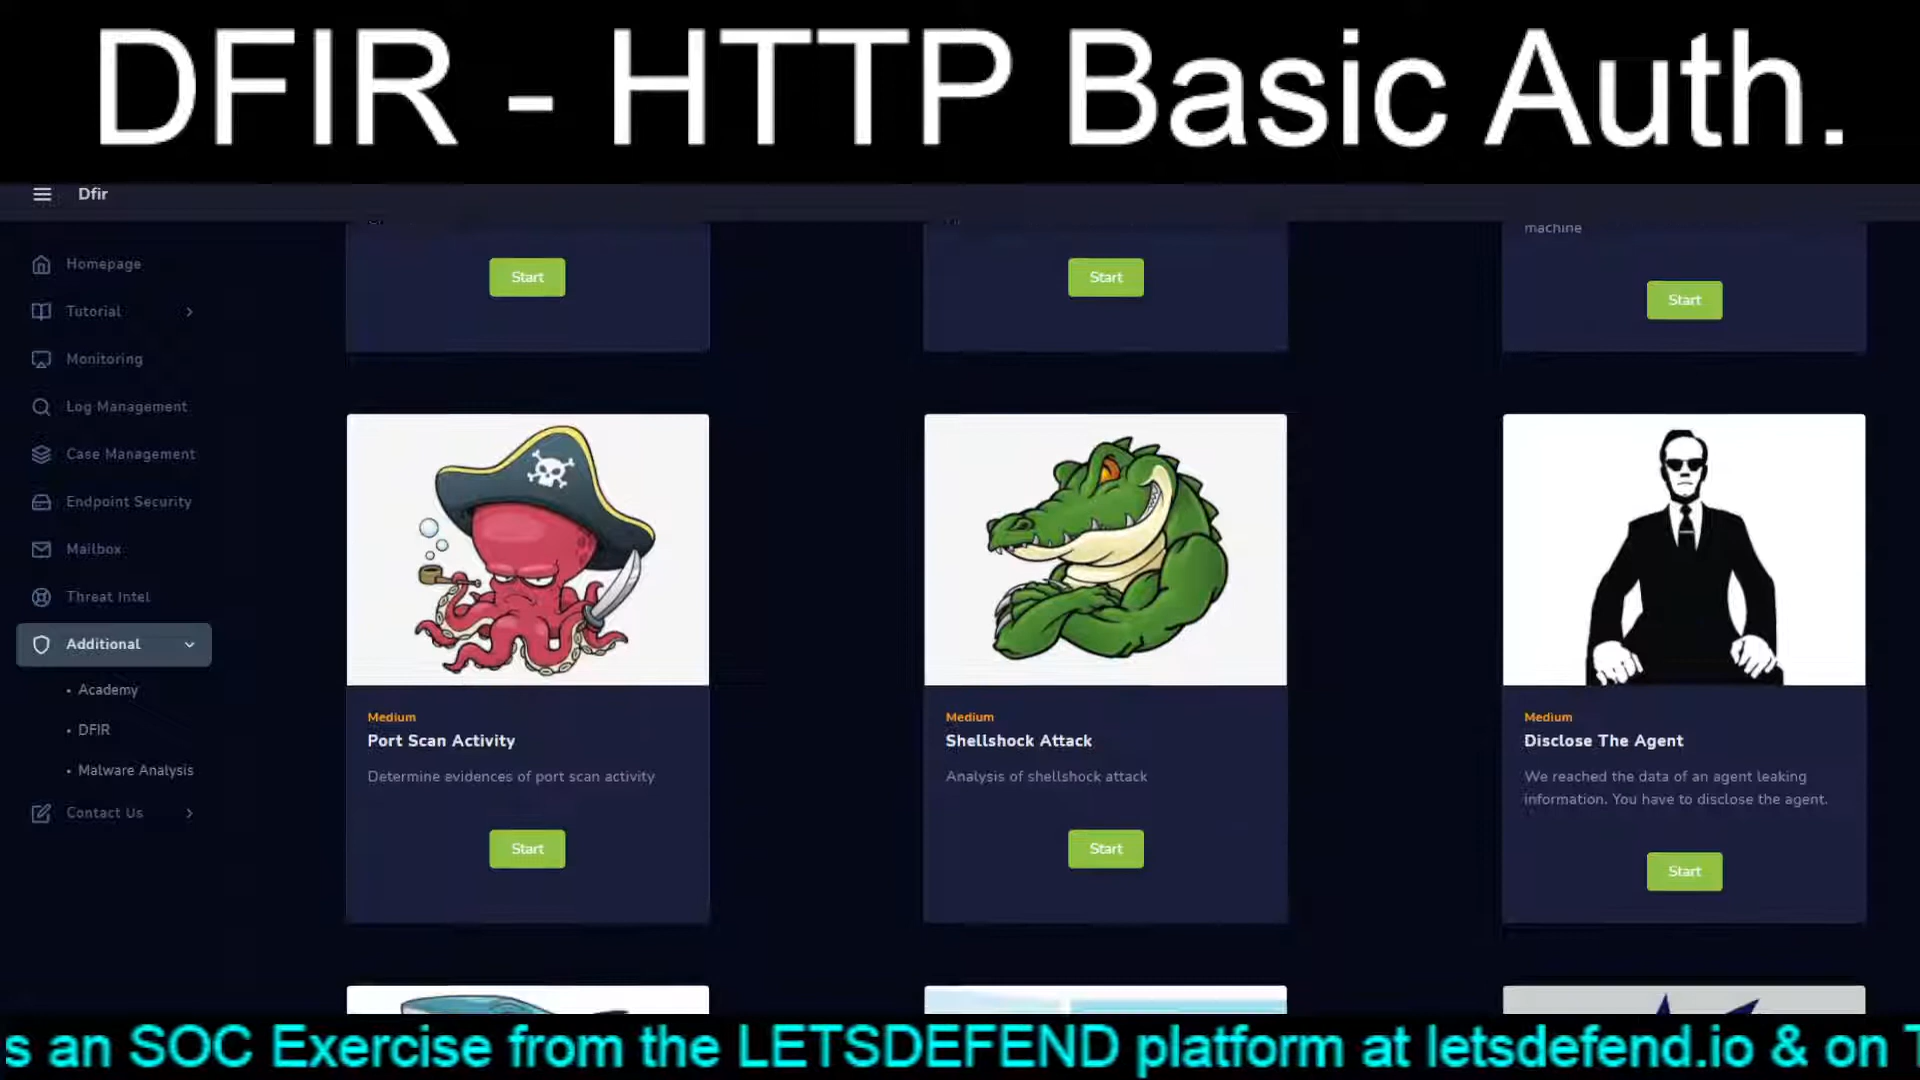 DFIR - HTTP Basic Auth.
Dfir
Homepage
Tutorial
Monitoring
Log Management
Case Management
Endpoint Security
Mailbox
Threat Intel
Additional
• Academy
• DFIR
• Malware Analysis
Contact Us
machine
Start
Start
Start
Medium
Port Scan Activity
Determine evidences of port scan activity
Start
Medium
Shellshock Attack
Analysis of shellshock attack
Start
Medium
Disclose The Agent
We reached the data of an agent leaking
information. You have to disclose the agent.
Start
s an SOC Exercise from the LETSDEFEND platform at letsdefend.io & on T